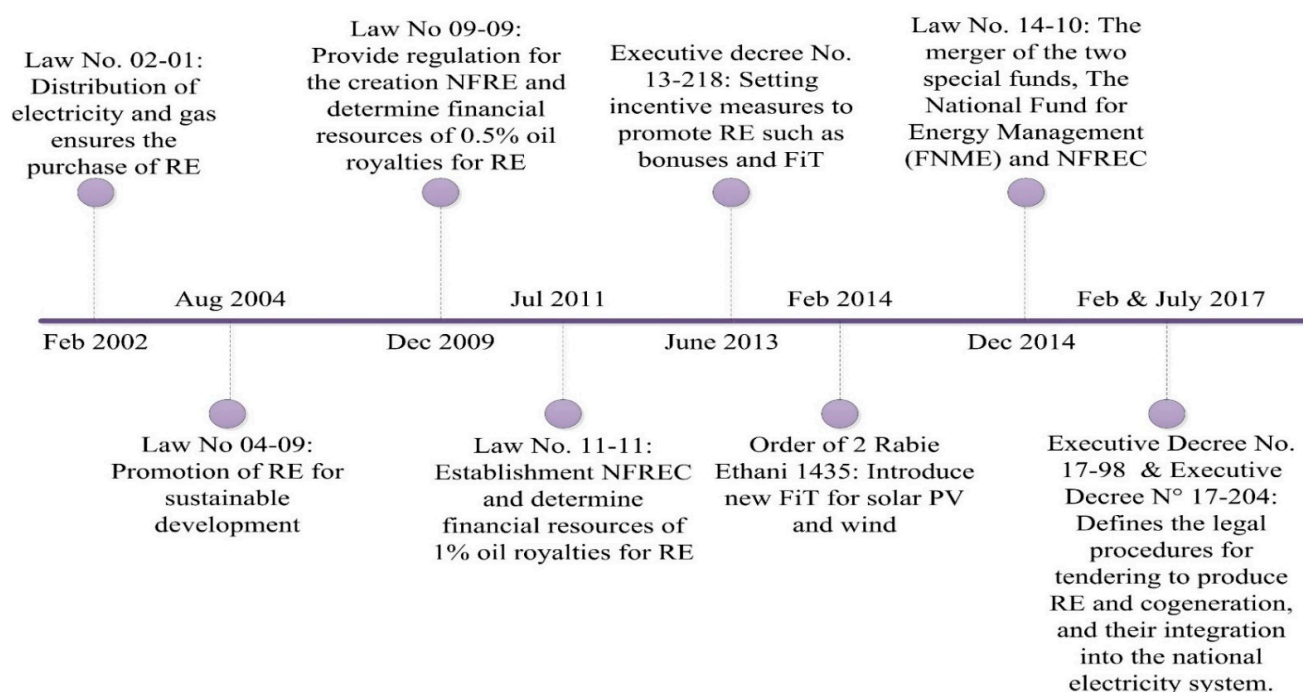 Law No. 02-01:
Distribution of
electricity and gas
ensures the
purchase of RE
Law No 09-09:
Provide regulation for
the creation NFRE and
determine financial
resources of 0.5% oil
royalties for RE
Executive decree No.
13-218: Setting
incentive measures to
promote RE such as
bonuses and FiT
Law No. 14-10: The
merger of the two
special funds, The
National Fund for
Energy Management
(FNME) and NFREC
Aug 2004
Jul 2011
Feb 2014
Feb & July 2017
Feb 2002
Dec 2009
June 2013
Dec 2014
Law No 04-09:
Promotion of RE for
sustainable
development
Law No. 11-11:
Establishment NFREC
and determine
financial resources of
1% oil royalties for RE
Order of 2 Rabie
Ethani 1435: Introduce
new FiT for solar PV
and wind
Executive Decree No.
17-98 & Executive
Decree N° 17-204:
Defines the legal
procedures for
tendering to produce
RE and cogeneration,
and their integration
into the national
electricity system.